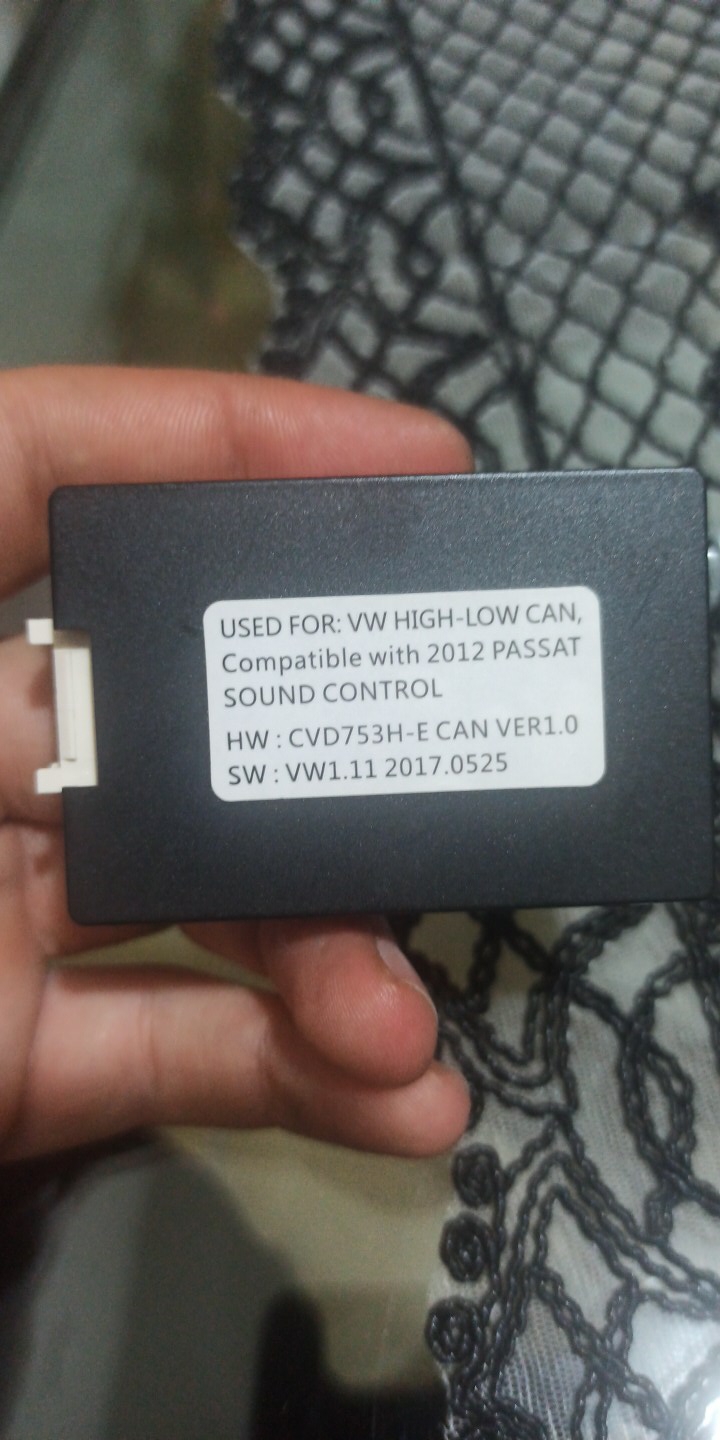 USED FOR: VW HIGH-LOW CAN,
Compatible with 2012 PASSAT
SOUND CONTROL
HW : CVD753H-E CAN VER1.0
SW : VW1.11 2017.0525